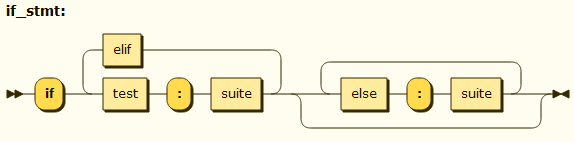 if_stmt:
elif
if test : suite else : suite